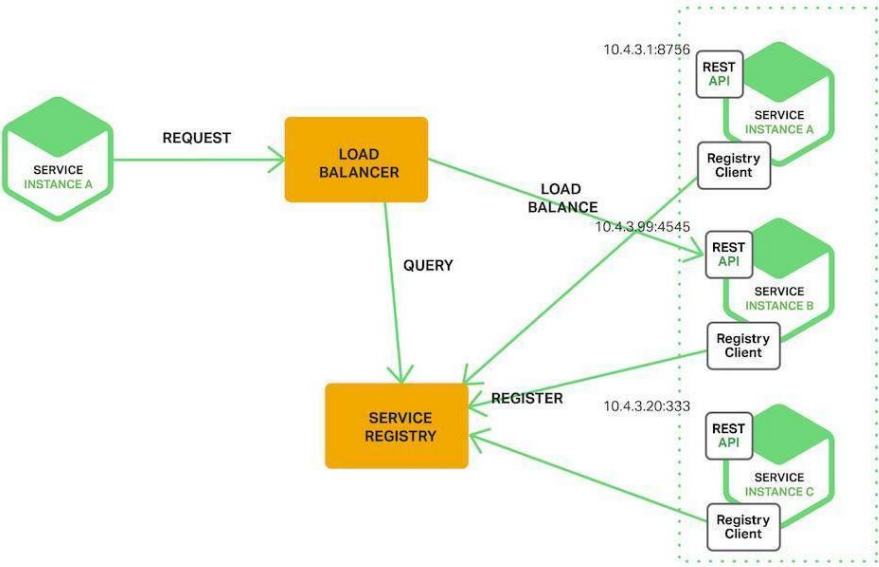 SERVICE
INSTANCE A
REQUEST
LOAD
BALANCER
QUERY
SERVICE
REGISTRY
LOAD
BALANCE
REGISTER
10.4.3.1:8756
REST
API
SERVICE
INSTANCE A
Registry
Client
10.4.3.99:4545
REST
API
SERVICE
INSTANCE B
Registry
Client
10.4.3.20:333
REST
API
SERVICE
INSTANCE C
Registry
Client